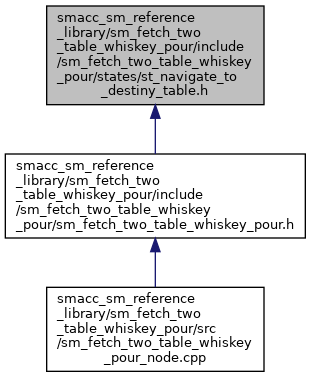 smacc_sm_reference
_library/sm_fetch_two
_table_whiskey_pour/include
/sm_fetch_two_table_whiskey
_pour/states/st_navigate_to
_destiny_table.h
smacc_sm_reference
_library/sm_fetch_two
_table_whiskey_pour/include
/sm_fetch_two_table_whiskey
_pour/sm_fetch_two_table_whiskey_pour.h
smacc_sm_reference
_library/sm_fetch_two
_table_whiskey_pour/src
/sm_fetch_two_table_whiskey
_pour_node.cpp